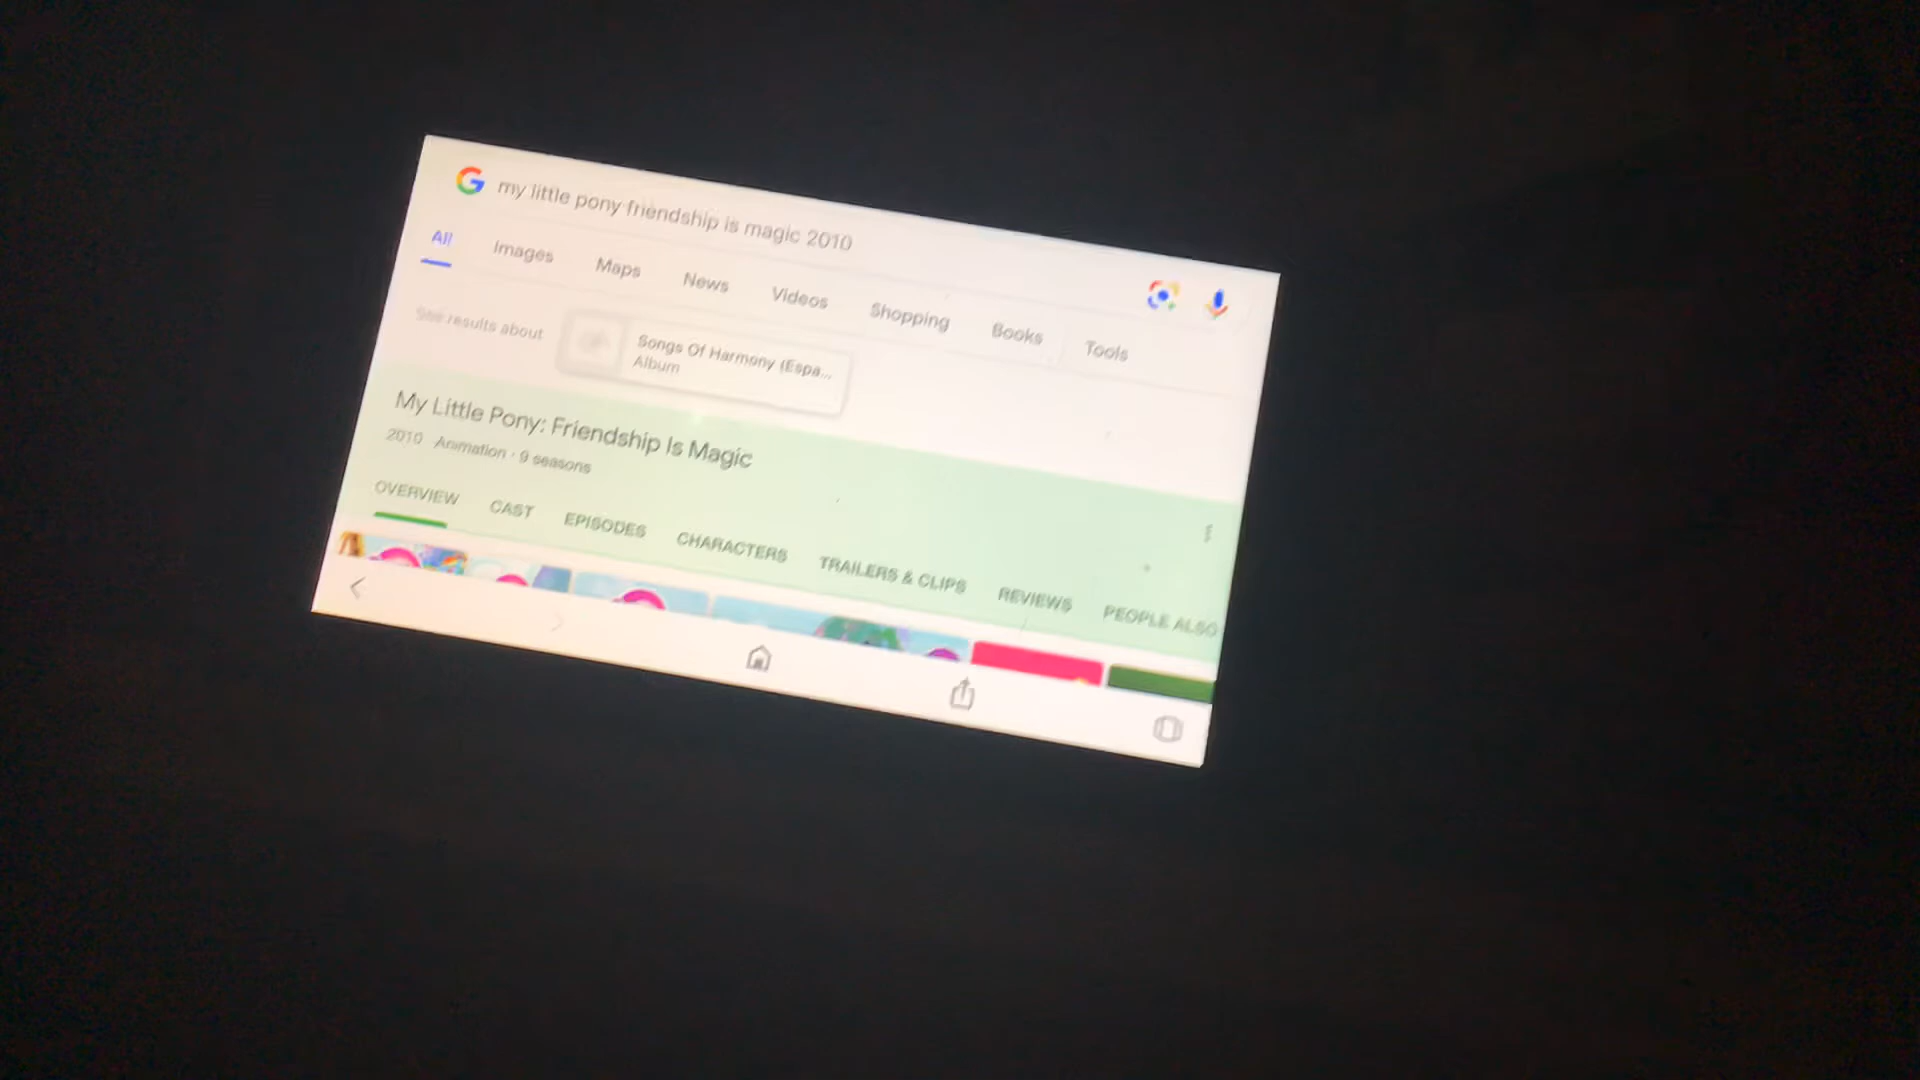 my little pony friendship is magic 2010
All Images Maps News Videos Shopping Books Tools
See results about
Songs Of Harmony (Espa...
Album
My Little Pony: Friendship Is Magic
2010 Animation · 9 seasons
OVERVIEW CAST EPISODES CHARACTERS TRAILERS & CLIPS REVIEWS PEOPLE ALSO